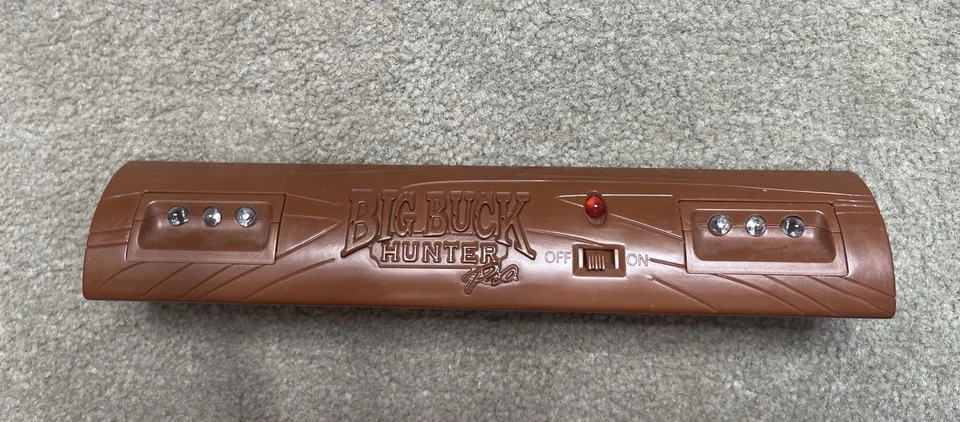 BIG BUCK
HUNTER
Pro
OFF ON